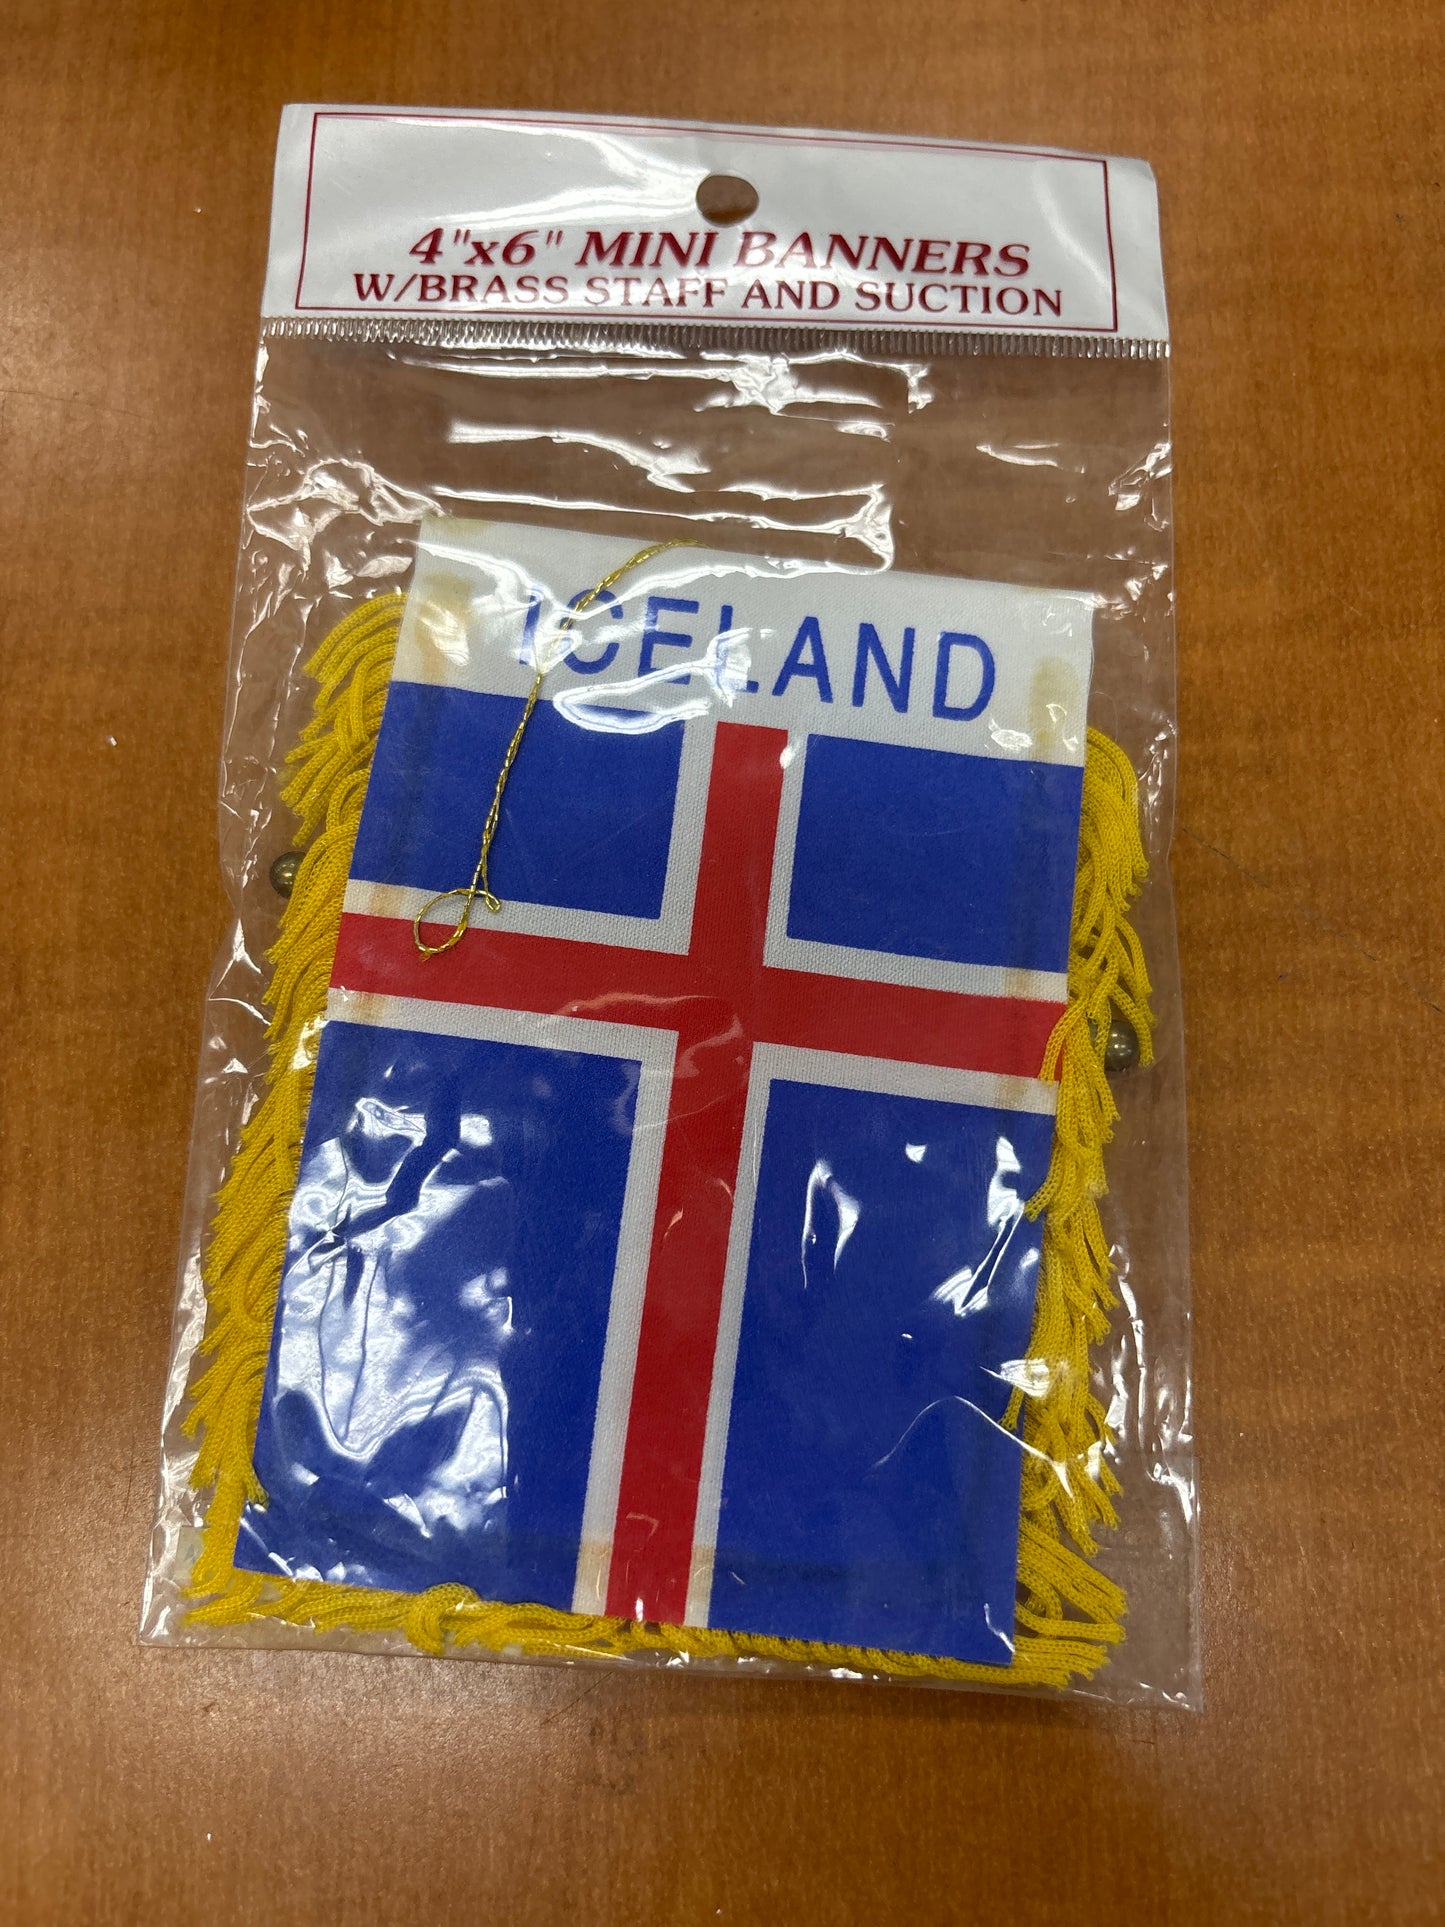 4"x6" MINI BANNERS
W/BRASS STAFF AND SUCTION
ICELAND